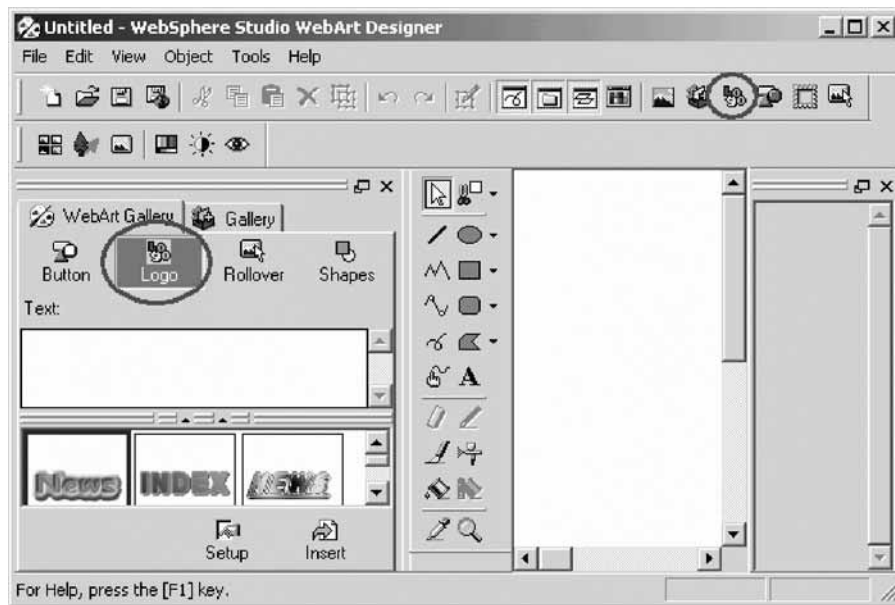 Untitled - WebSphere Studio WebArt Designer
File Edit View Object Tools Help
WebArt Gallery Gallery
Button Logo Rollover Shapes
Text:
A
News INDEX NEWS
Setup Insert
For Help, press the [F1] key.